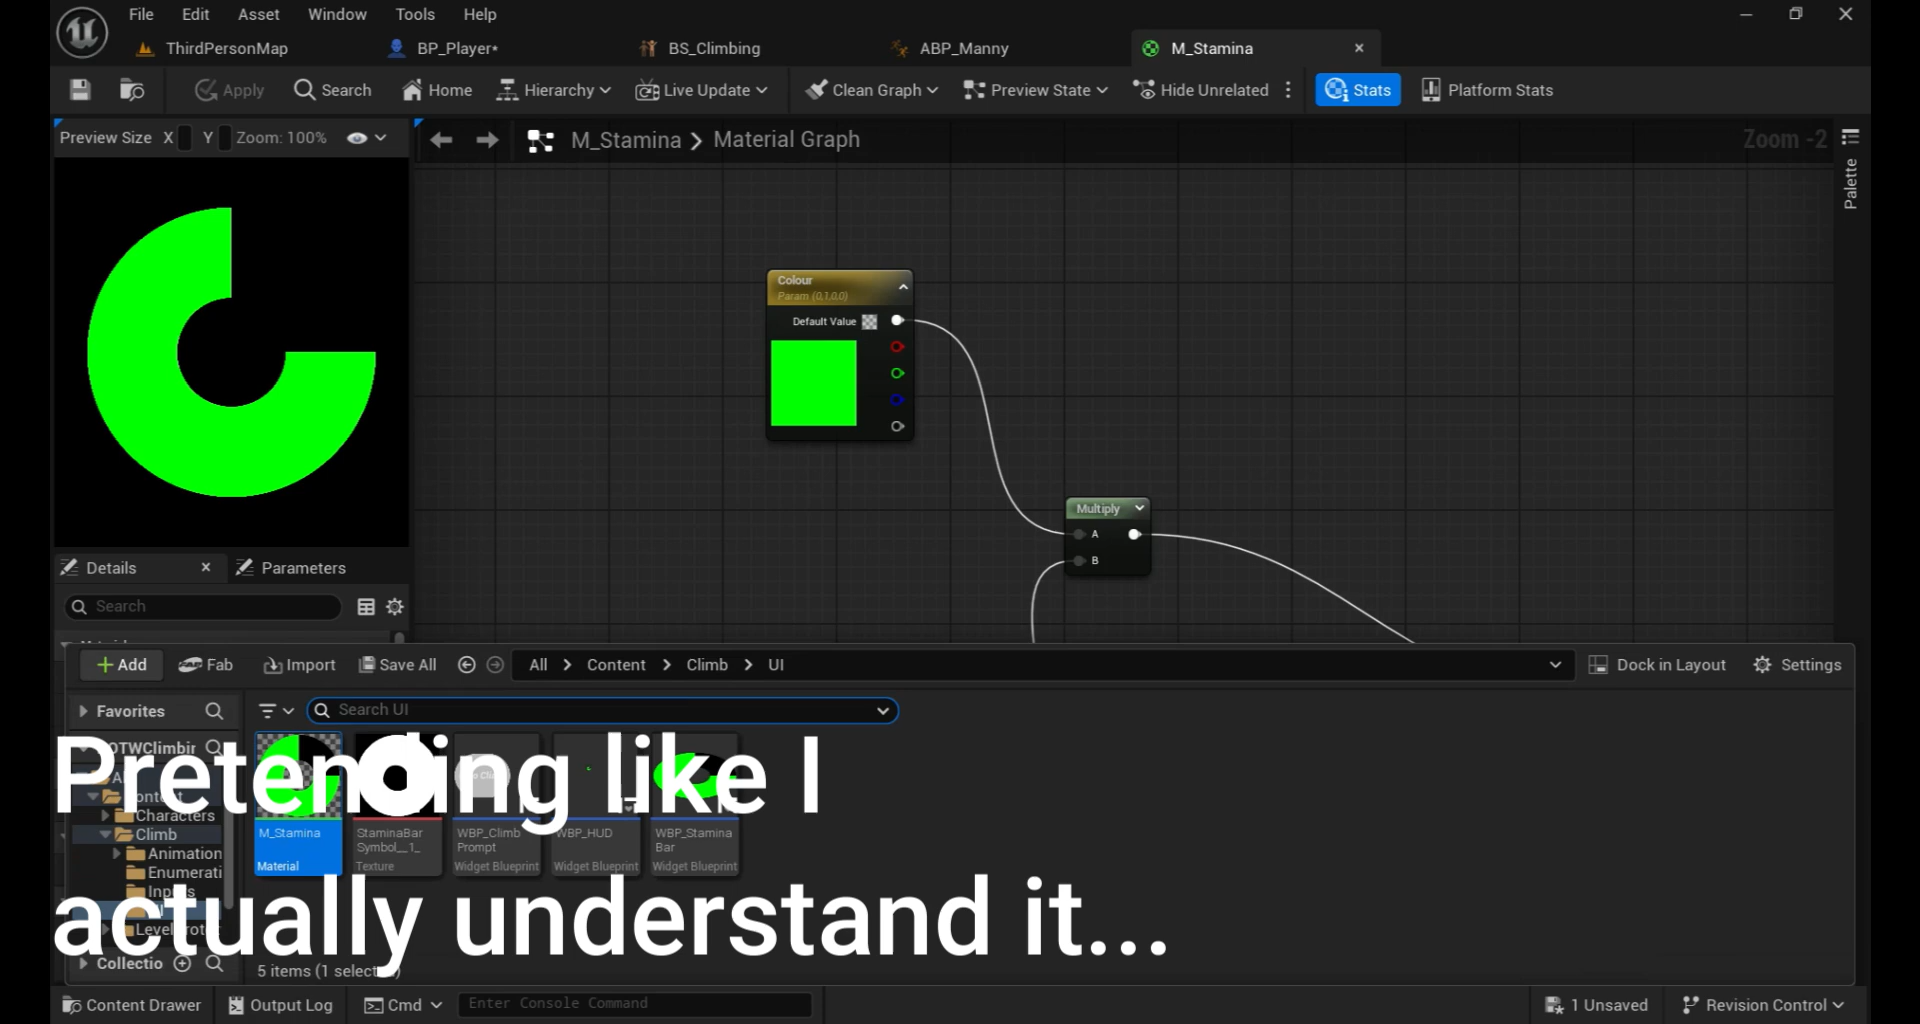 File Edit Asset Window Tools Help
ThirdPersonMap BP_Player* BS_Climbing ABP_Manny M_Stamina
Apply Search Home Hierarchy Live Update Clean Graph Preview State Hide Unrelated Stats Platform Stats
Preview Size X Y Zoom: 100%
M_Stamina > Material Graph
Zoom -2
Palette
Colour
Param (0,1,0,0)
Default Value
Multiply
A
B
Details Parameters
Search
+ Add Fab Import Save All All > Content > Climb > UI Dock in Layout Settings
Favorites Search UI
Pretending like I
Characters
Climb
Animation
Enumerati
M_Stamina
Material
StaminaBar
Symbol__1_
Texture
WBP_Climb
Prompt
Widget Blueprint
WBP_HUD
Widget Blueprint
WBP_Stamina
Bar
Widget Blueprint
actually understand it...
Collectio
5 items (1 selected)
Content Drawer Output Log Cmd Enter Console Command 1 Unsaved Revision Control